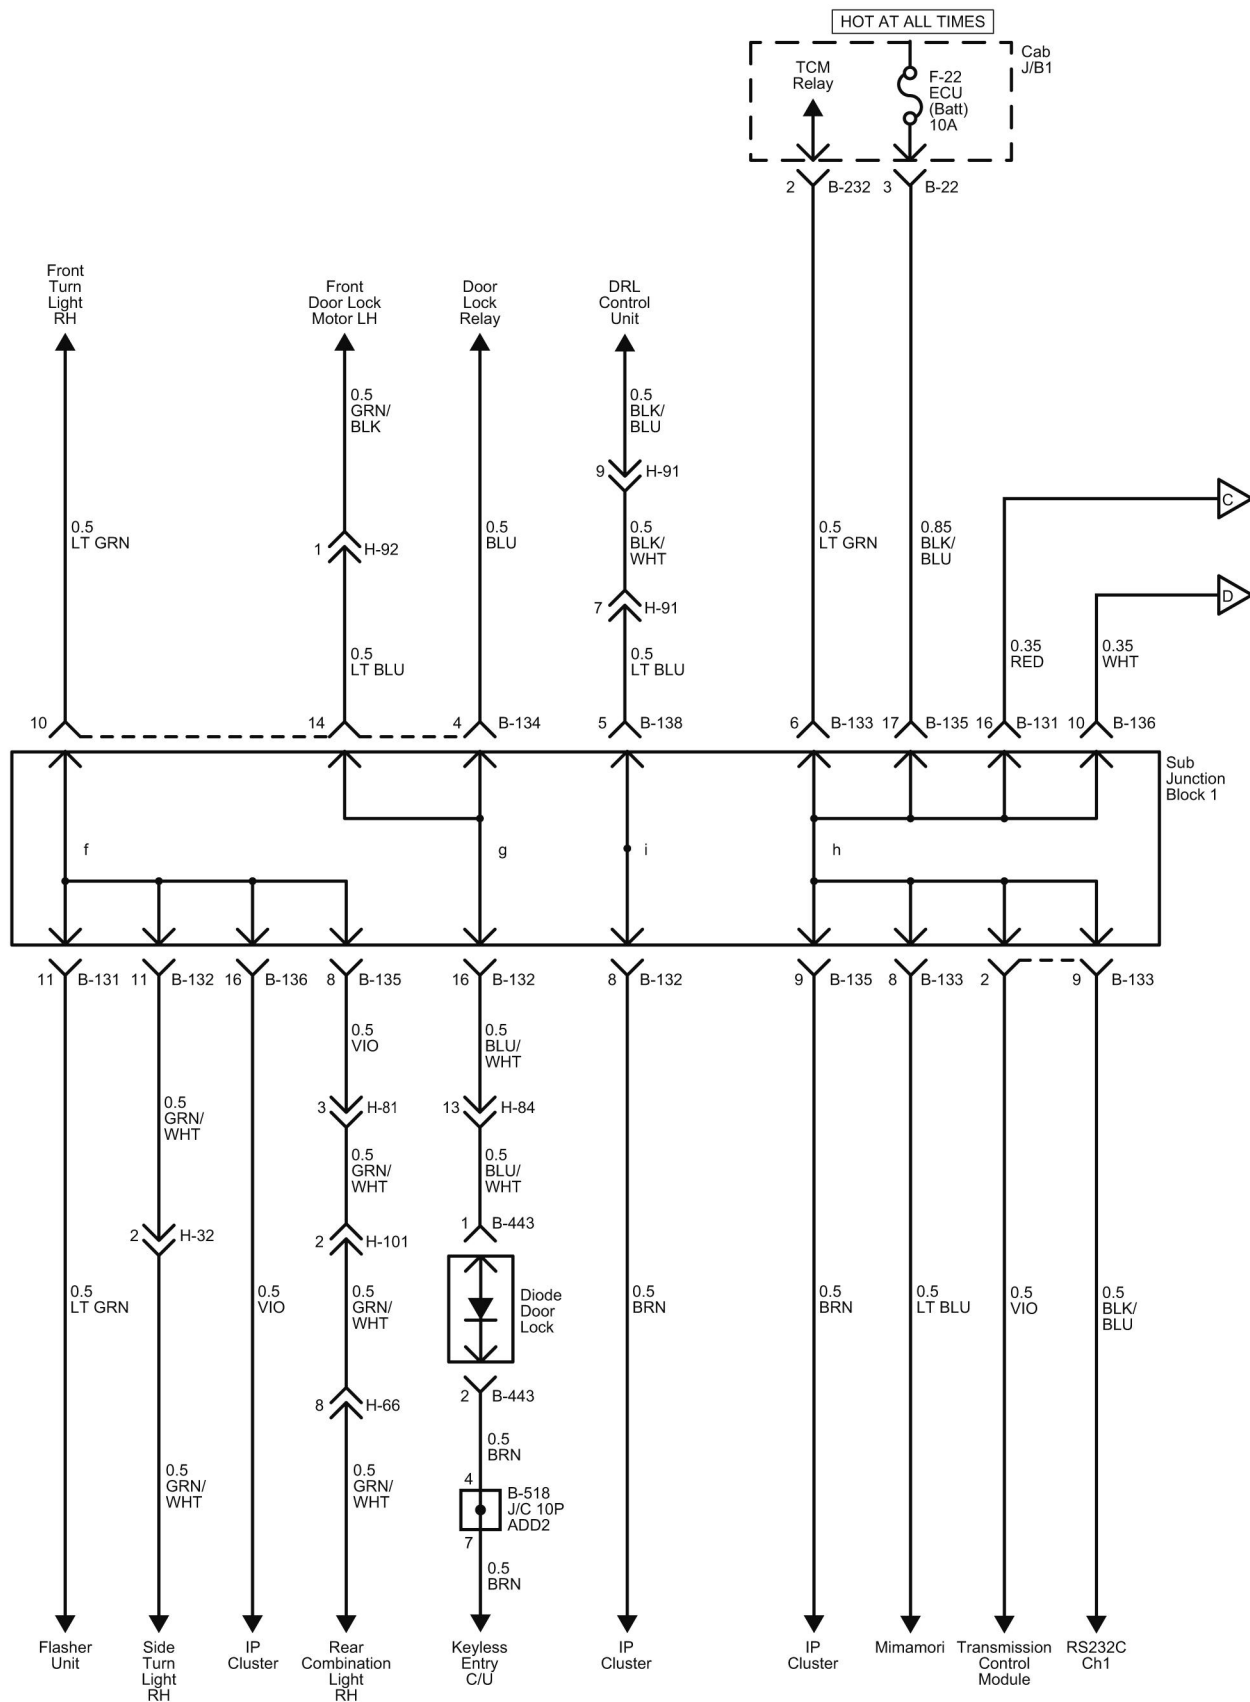 HOT AT ALL TIMES
Cab
J/B1
TCM
Relay
F-22
ECU
(Batt)
10A
2 B-232
3 B-22
Front
Turn
Light
RH
Front
Door Lock
Motor LH
Door
Lock
Relay
DRL
Control
Unit
0.5
GRN/
BLK
0.5
BLK/
BLU
9 H-91
C
0.5
LT GRN
1 H-92
0.5
BLU
0.5
BLK/
WHT
0.5
LT GRN
0.85
BLK/
BLU
7 H-91
D
0.5
LT BLU
0.5
LT BLU
0.35
RED
0.35
WHT
10
14
4 B-134
5 B-138
6 B-133
17 B-135
16 B-131
10 B-136
Sub
Junction
Block 1
f
g
i
h
11 B-131
11 B-132
16 B-136
8 B-135
16 B-132
8 B-132
9 B-135
8 B-133
2
9 B-133
0.5
VIO
0.5
BLU/
WHT
0.5
GRN/
WHT
3 H-81
13 H-84
0.5
GRN/
WHT
0.5
BLU/
WHT
2 H-32
2 H-101
1 B-443
0.5
LT GRN
0.5
VIO
0.5
GRN/
WHT
Diode
Door
Lock
0.5
BRN
0.5
BRN
0.5
LT BLU
0.5
VIO
0.5
BLK/
BLU
8 H-66
2 B-443
0.5
BRN
0.5
GRN/
WHT
0.5
GRN/
WHT
4
B-518
J/C 10P
ADD2
7
0.5
BRN
Flasher
Unit
Side
Turn
Light
RH
IP
Cluster
Rear
Combination
Light
RH
Keyless
Entry
C/U
IP
Cluster
IP
Cluster
Mimamori
Transmission
Control
Module
RS232C
Ch1